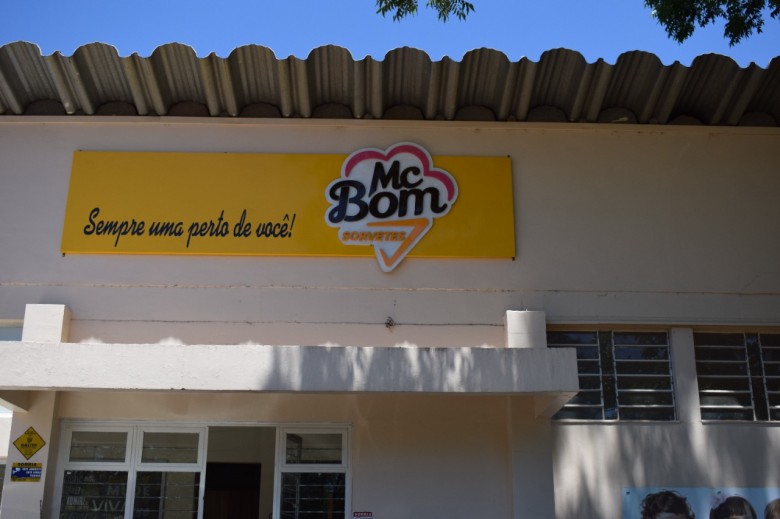 Sempre uma perto de você!
Mc
Bom
SORVETES